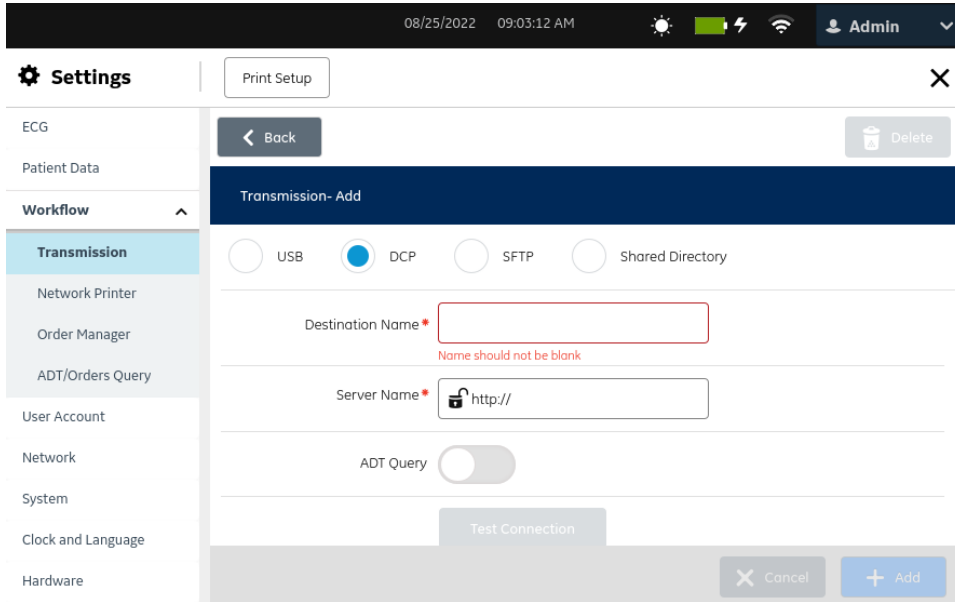 08/25/2022 09:03:12 AM Admin
Settings Print Setup
ECG
Patient Data
Workflow
Transmission
Network Printer
Order Manager
ADT/Orders Query
User Account
Network
System
Clock and Language
Hardware
Back Delete
Transmission- Add
USB DCP SFTP Shared Directory
Destination Name*
Name should not be blank
Server Name* http://
ADT Query
Test Connection
Cancel + Add